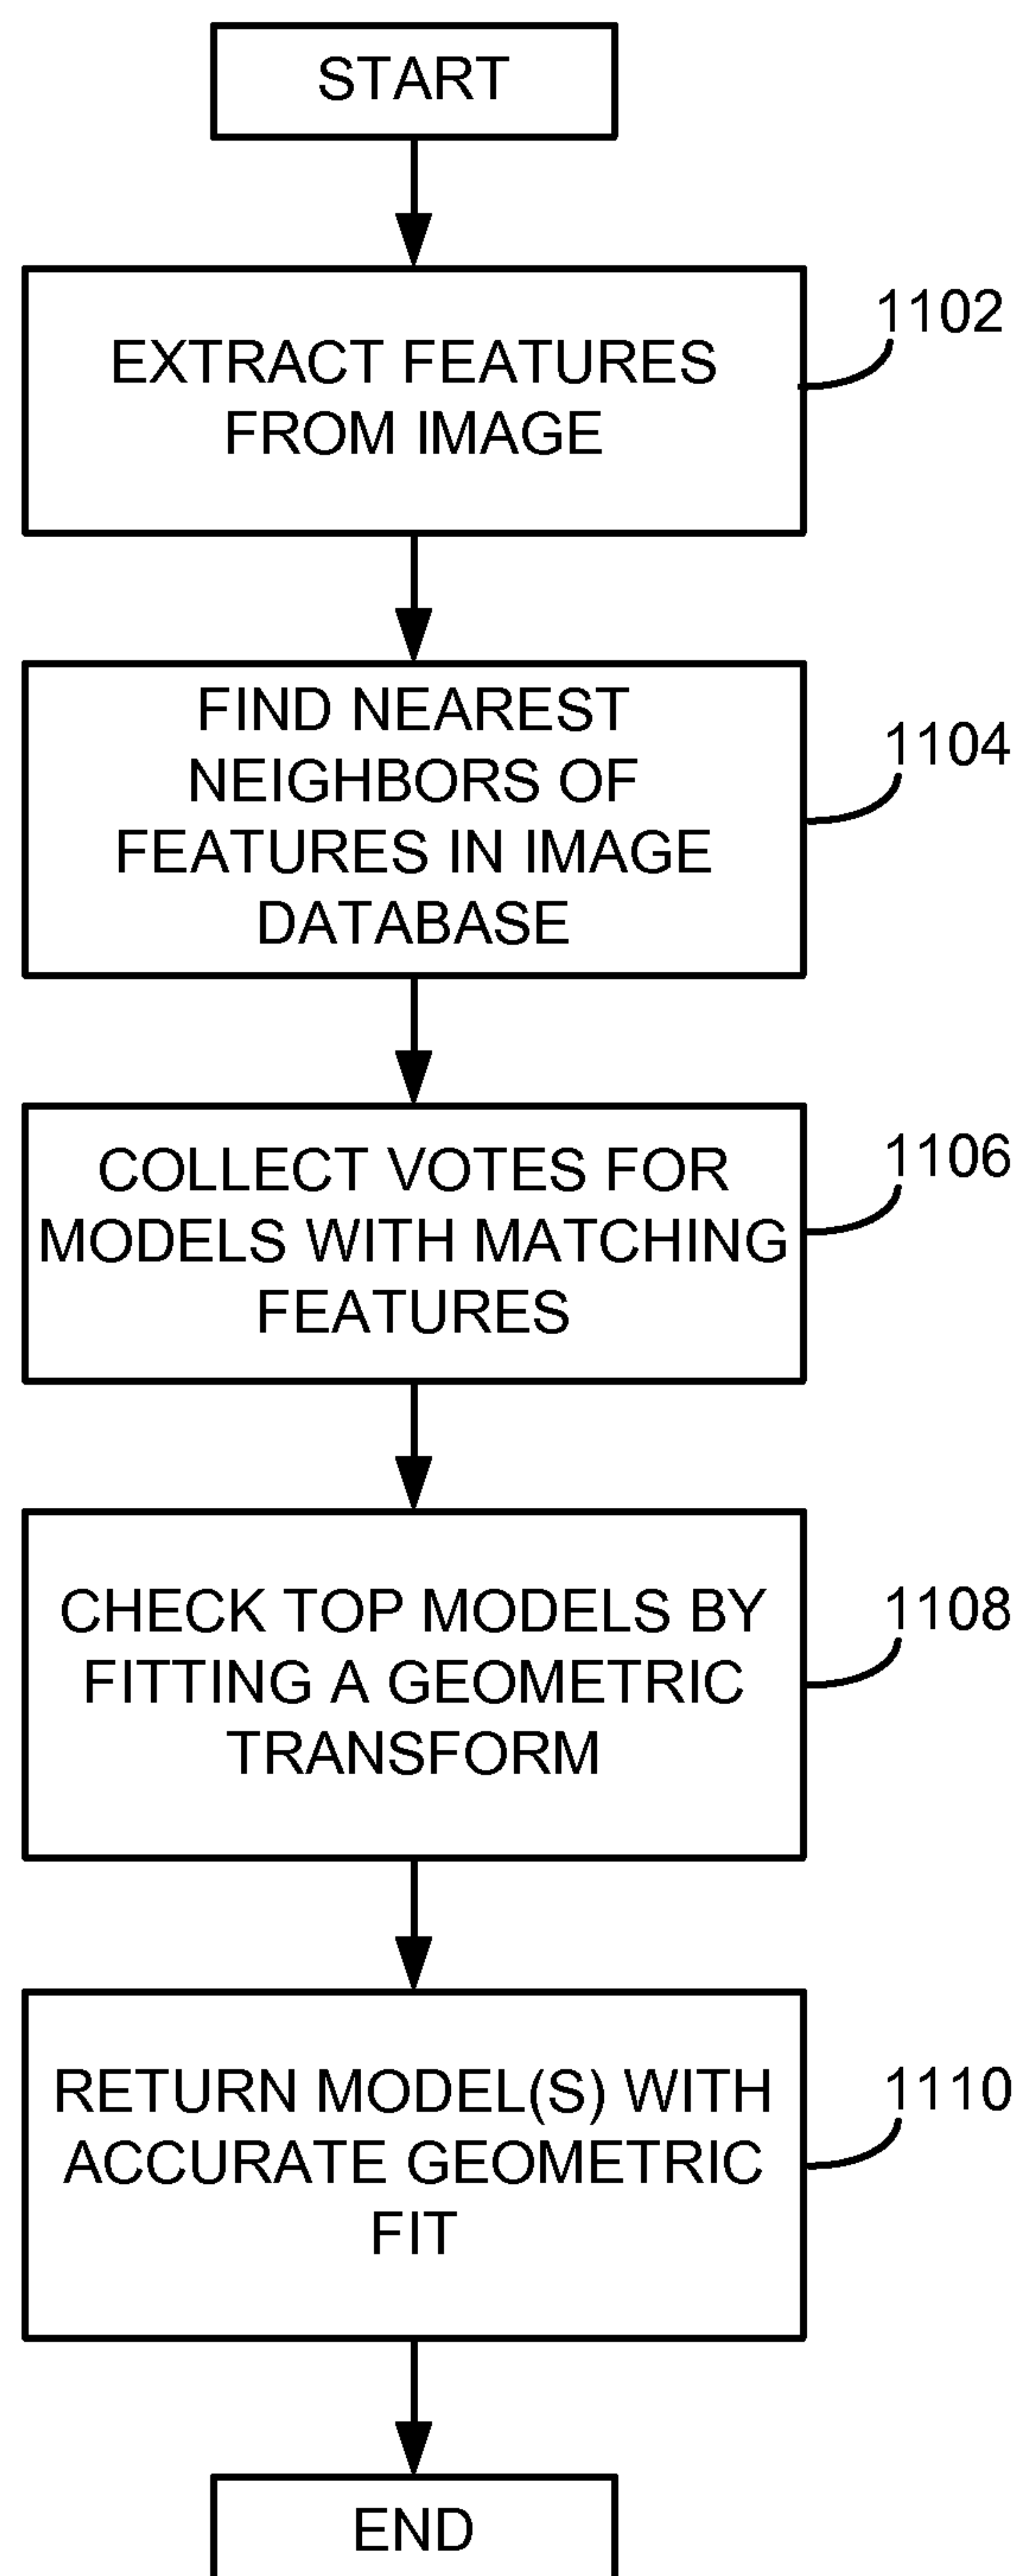 START
EXTRACT FEATURES
FROM IMAGE
1102
FIND NEAREST
NEIGHBORS OF
FEATURES IN IMAGE
DATABASE
1104
COLLECT VOTES FOR
MODELS WITH MATCHING
FEATURES
1106
CHECK TOP MODELS BY
FITTING A GEOMETRIC
TRANSFORM
1108
RETURN MODEL(S) WITH
ACCURATE GEOMETRIC
FIT
1110
END